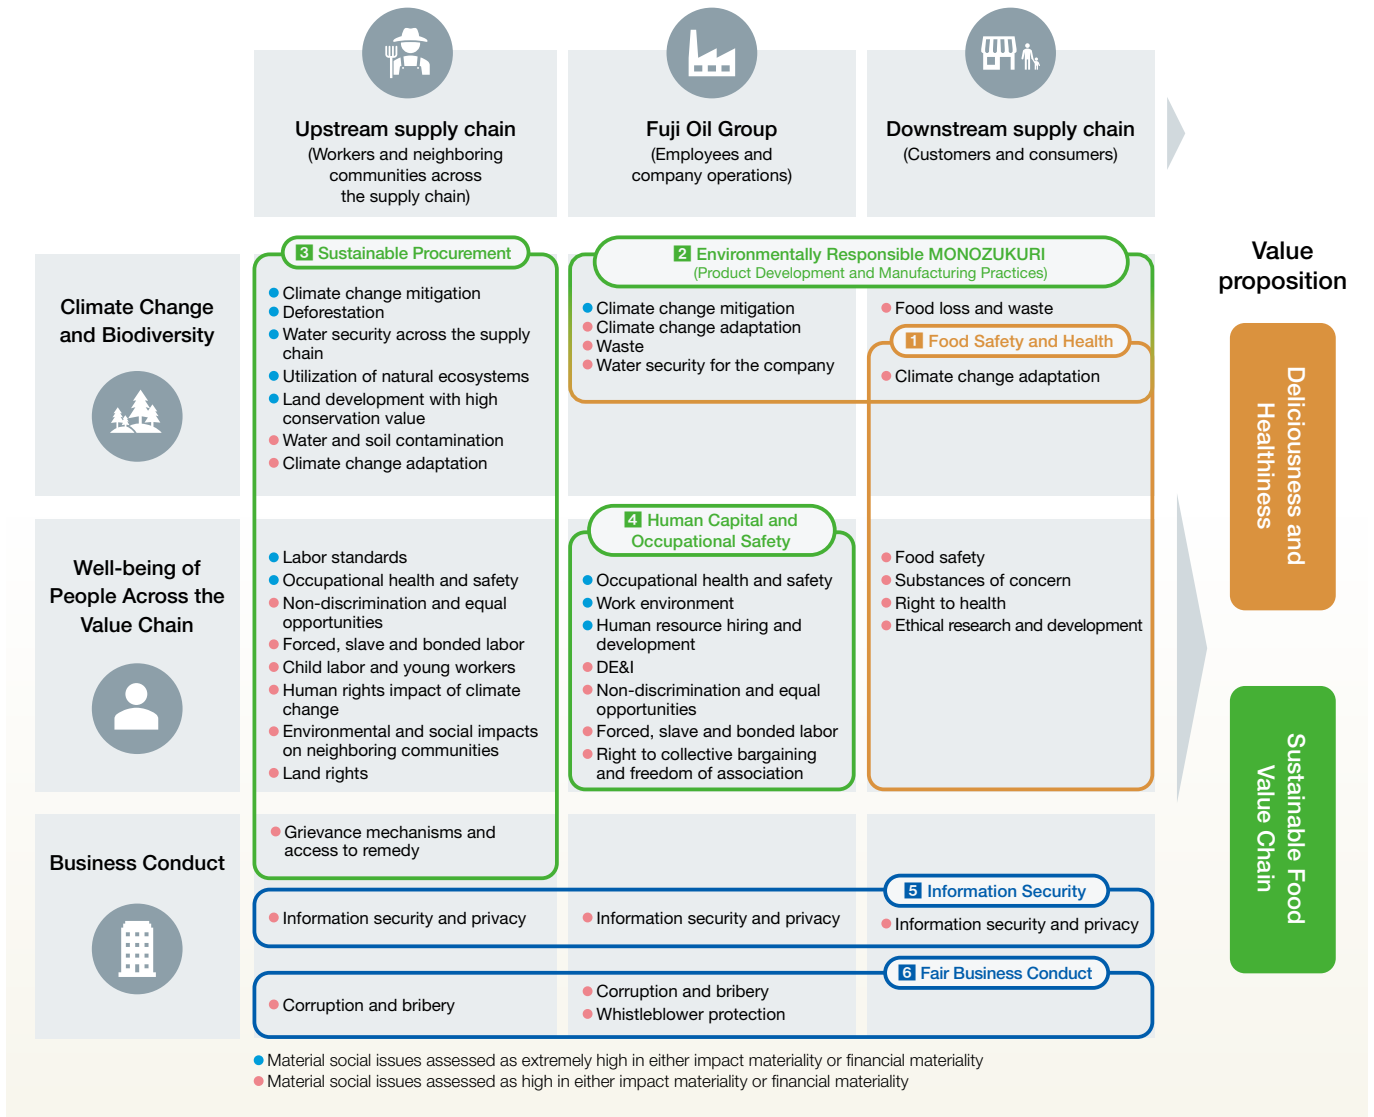 Upstream supply chain
(Workers and neighboring
communities across
the supply chain)
Fuji Oil Group
(Employees and
company operations)
Downstream supply chain
(Customers and consumers)
Value
proposition
Climate Change
and Biodiversity
3 Sustainable Procurement
Climate change mitigation
Deforestation
Water security across the supply
chain
Utilization of natural ecosystems
Land development with high
conservation value
Water and soil contamination
Climate change adaptation
2 Environmentally Responsible MONOZUKURI
(Product Development and Manufacturing Practices)
Climate change mitigation
Climate change adaptation
Waste
Water security for the company
Food loss and waste
1 Food Safety and Health
Climate change adaptation
Well-being of
People Across the
Value Chain
Labor standards
Occupational health and safety
Non-discrimination and equal
opportunities
Forced, slave and bonded labor
Child labor and young workers
Human rights impact of climate
change
Environmental and social impacts
on neighboring communities
Land rights
4 Human Capital and
Occupational Safety
Occupational health and safety
Work environment
Human resource hiring and
development
DE&I
Non-discrimination and equal
opportunities
Forced, slave and bonded labor
Right to collective bargaining
and freedom of association
Food safety
Substances of concern
Right to health
Ethical research and development
Business Conduct
Grievance mechanisms and
access to remedy
5 Information Security
Information security and privacy
Information security and privacy
Information security and privacy
6 Fair Business Conduct
Corruption and bribery
Corruption and bribery
Whistleblower protection
Deliciousness and
Healthiness
Sustainable Food
Value Chain
Material social issues assessed as extremely high in either impact materiality or financial materiality
Material social issues assessed as high in either impact materiality or financial materiality